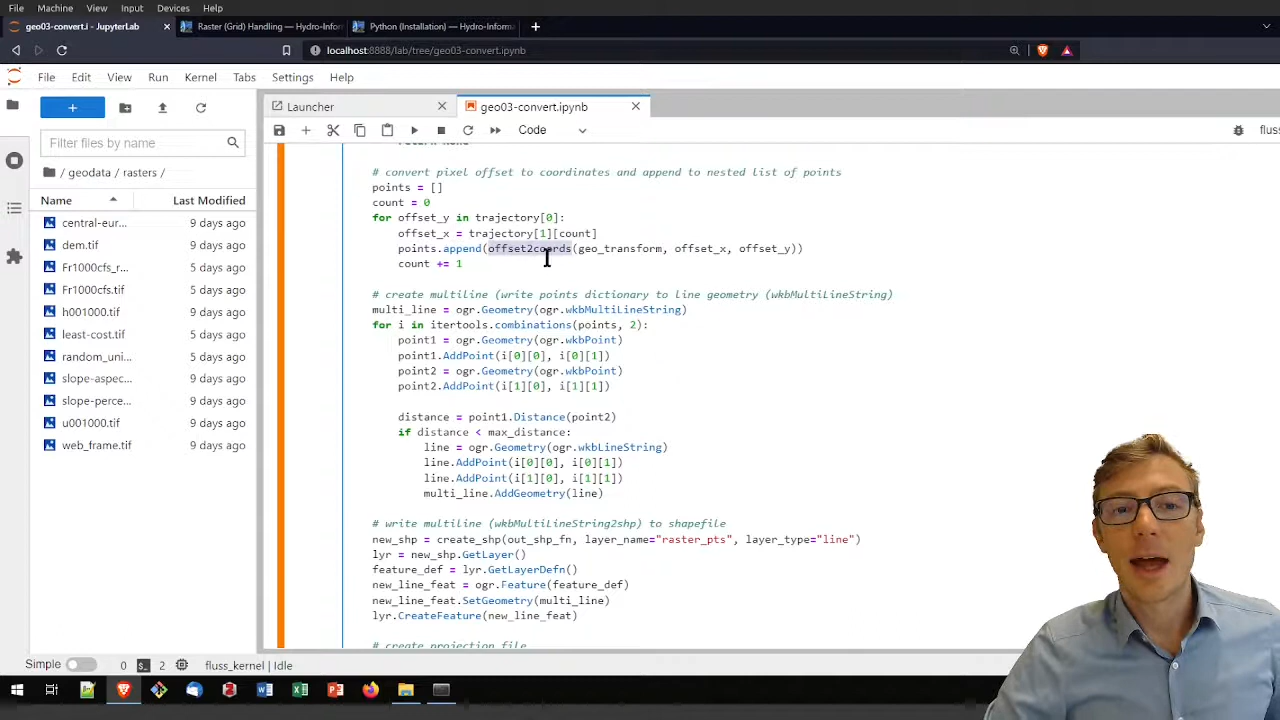 File View Input Devices Help
geo03-convert.i - JupyterLab
Raster (Grid) Handling — Hydro-Inform
Python (Installation) — Hydro-Informa
localhost:8888/lab/tree/geo03-convert.ipynb
File Edit View Run Kernel Tabs Settings Help
Launcher
geo03-convert.ipynb
Code
fluss
Filter files by name
/ geodata / rasters /
Name Last Modified
central-eur... 9 days ago
dem.tif 9 days ago
Fr1000cfs_r... 9 days ago
Fr1000cfs.tif 9 days ago
h001000.tif 9 days ago
least-cost.tif 9 days ago
random_uni... 9 days ago
slope-aspec... 9 days ago
slope-perce... 9 days ago
u001000.tif 9 days ago
web_frame.tif 9 days ago
# convert pixel offset to coordinates and append to nested list of points
points = []
count = 0
for offset_y in trajectory[0]:
offset_x = trajectory[1][count]
points.append(offset2coords(geo_transform, offset_x, offset_y))
count += 1
# create multiline (write points dictionary to line geometry (wkbMultiLineString)
multi_line = ogr.Geometry(ogr.wkbMultiLineString)
for i in itertools.combinations(points, 2):
point1 = ogr.Geometry(ogr.wkbPoint)
point1.AddPoint(i[0][0], i[0][1])
point2 = ogr.Geometry(ogr.wkbPoint)
point2.AddPoint(i[1][0], i[1][1])
distance = point1.Distance(point2)
if distance < max_distance:
line = ogr.Geometry(ogr.wkbLineString)
line.AddPoint(i[0][0], i[0][1])
line.AddPoint(i[1][0], i[1][1])
multi_line.AddGeometry(line)
# write multiline (wkbMultiLineString2shp) to shapefile
new_shp = create_shp(out_shp_fn, layer_name="raster_pts", layer_type="line")
lyr = new_shp.GetLayer()
feature_def = lyr.GetLayerDefn()
new_line_feat = ogr.Feature(feature_def)
new_line_feat.SetGeometry(multi_line)
lyr.CreateFeature(new_line_feat)
# create projection file
Simple 0 2 fluss_kernel | Idle